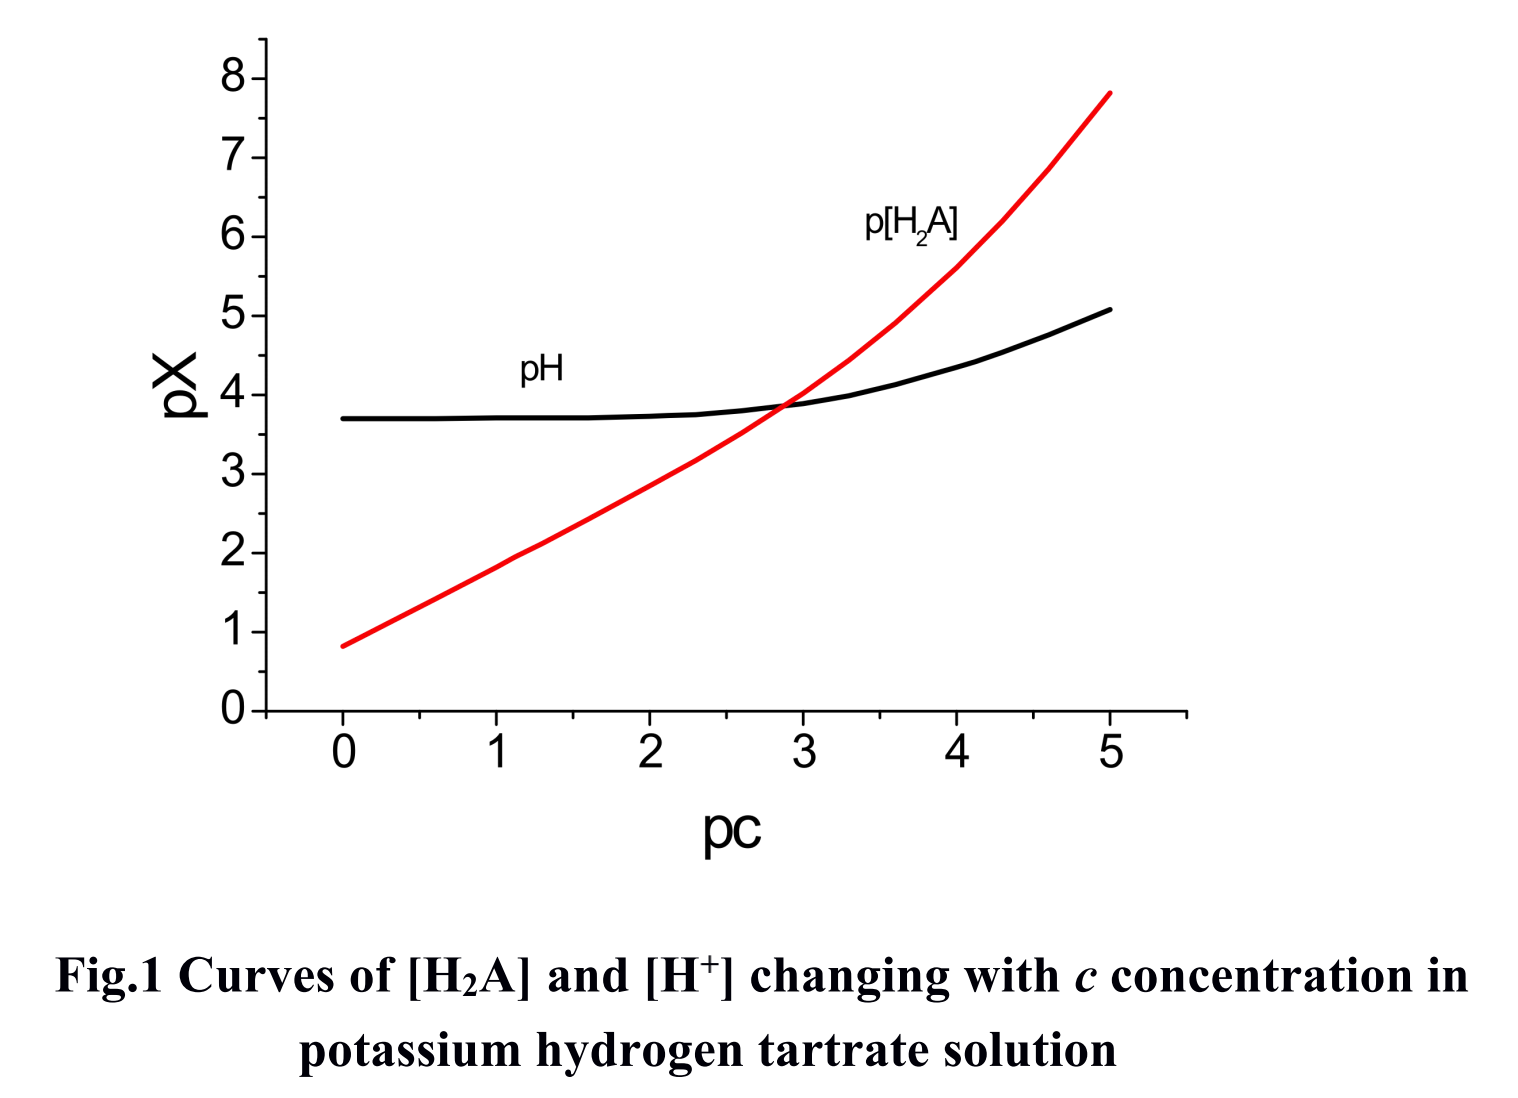 8
7
6
5
4
3
2
1
0
pX
p[H₂A]
pH
0 1 2 3 4 5
pc
Fig.1 Curves of [H₂A] and [H⁺] changing with c concentration in
potassium hydrogen tartrate solution